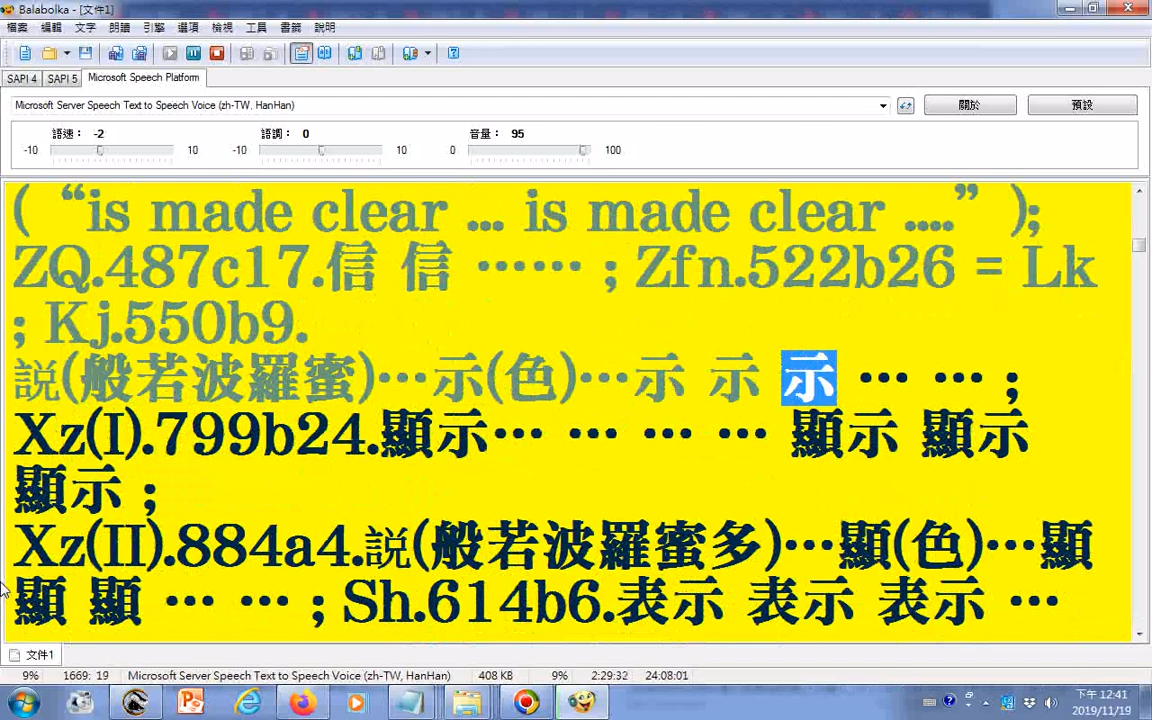 Balabolka - [文件1]
檔案 編輯 文字 朗讀 引擎 選項 檢視 工具 書籤 說明
SAPI 4 SAPI 5 Microsoft Speech Platform
Microsoft Server Speech Text to Speech Voice (zh-TW, HanHan) 關於 預設
語速： -2 語調： 0 音量： 95
-10 10 -10 10 0 100
( “is made clear ... is made clear ....” );
ZQ.487c17.信 信 …… ; Zfn.522b26 = Lk
; Kj.550b9.
説(般若波羅蜜)…示(色)…示 示 示 … … ;
Xz(I).799b24.顯示… … … … 顯示 顯示
顯示 ;
Xz(II).884a4.説(般若波羅蜜多)…顯(色)…顯
顯 顯 … … ; Sh.614b6.表示 表示 表示 …
文件1
9% 1669: 19 Microsoft Server Speech Text to Speech Voice (zh-TW, HanHan) 408 KB 9% 2:29:32 24:08:01
下午 12:41
2019/11/19